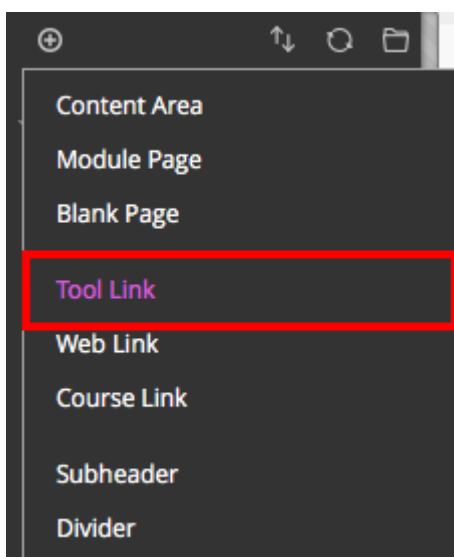 Content Area
Module Page
Blank Page
Tool Link
Web Link
Course Link
Subheader
Divider